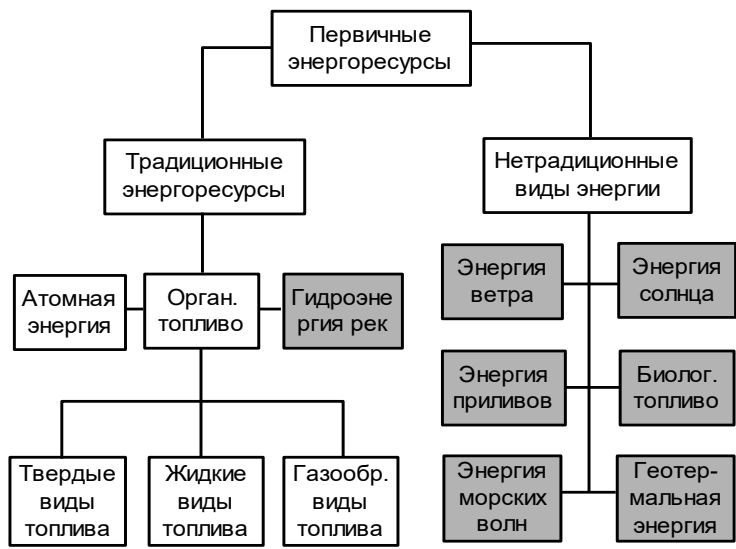 Первичные
энергоресурсы
Традиционные
энергоресурсы
Нетрадиционные
виды энергии
Атомная
энергия
Орган.
топливо
Гидроэне
ргия рек
Энергия
ветра
Энергия
солнца
Энергия
приливов
Биолог.
топливо
Твердые
виды
топлива
Жидкие
виды
топлива
Газообр.
виды
топлива
Энергия
морских
волн
Геотер-
мальная
энергия